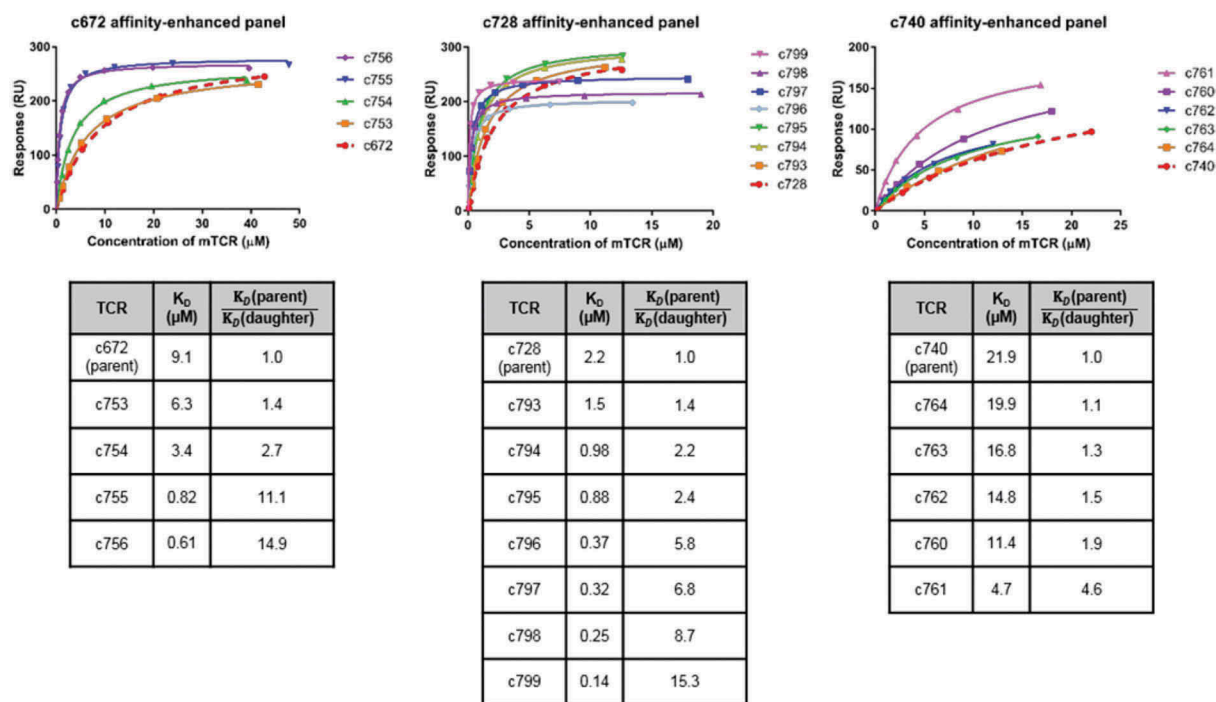 c672 affinity-enhanced panel
300
200
100
0
Response (RU)
0
10
20
30
40
50
Concentration of mTCR (μM)
c756
c755
c754
c753
c672
c728 affinity-enhanced panel
300
200
100
0
Response (RU)
0
5
10
15
20
Concentration of mTCR (μM)
c799
c798
c797
c796
c795
c794
c793
c728
c740 affinity-enhanced panel
200
150
100
50
0
Response (RU)
0
5
10
15
20
25
Concentration of mTCR (μM)
c761
c760
c762
c763
c764
c740
TCR
K_D (μM)
K_D(parent)
K_D(daughter)
c672 (parent) 9.1 1.0
c753 6.3 1.4
c754 3.4 2.7
c755 0.82 11.1
c756 0.61 14.9
TCR
K_D (μM)
K_D(parent)
K_D(daughter)
c728 (parent) 2.2 1.0
c793 1.5 1.4
c794 0.98 2.2
c795 0.88 2.4
c796 0.37 5.8
c797 0.32 6.8
c798 0.25 8.7
c799 0.14 15.3
TCR
K_D (μM)
K_D(parent)
K_D(daughter)
c740 (parent) 21.9 1.0
c764 19.9 1.1
c763 16.8 1.3
c762 14.8 1.5
c760 11.4 1.9
c761 4.7 4.6